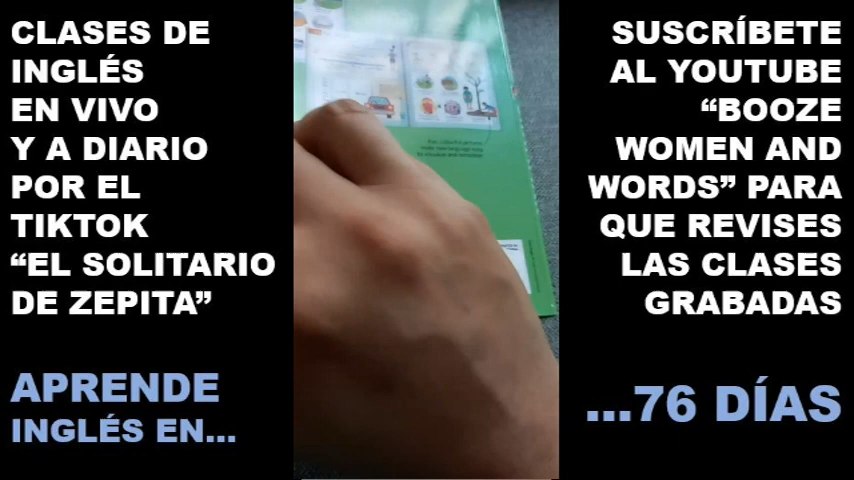 CLASES DE
INGLÉS
EN VIVO
Y A DIARIO
POR EL
TIKTOK
“EL SOLITARIO
DE ZEPITA”
APRENDE
INGLÉS EN...
SUSCRÍBETE
AL YOUTUBE
“BOOZE
WOMEN AND
WORDS” PARA
QUE REVISES
LAS CLASES
GRABADAS
...76 DÍAS